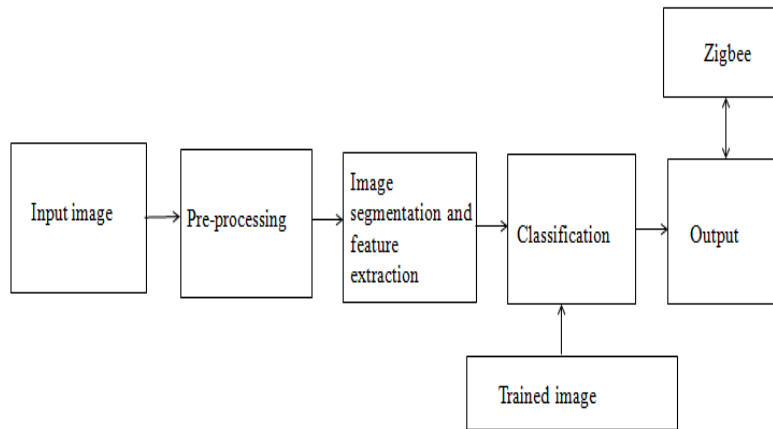 Zigbee
Input image
Pre-processing
Image
segmentation and
feature
extraction
Classification
Output
Trained image